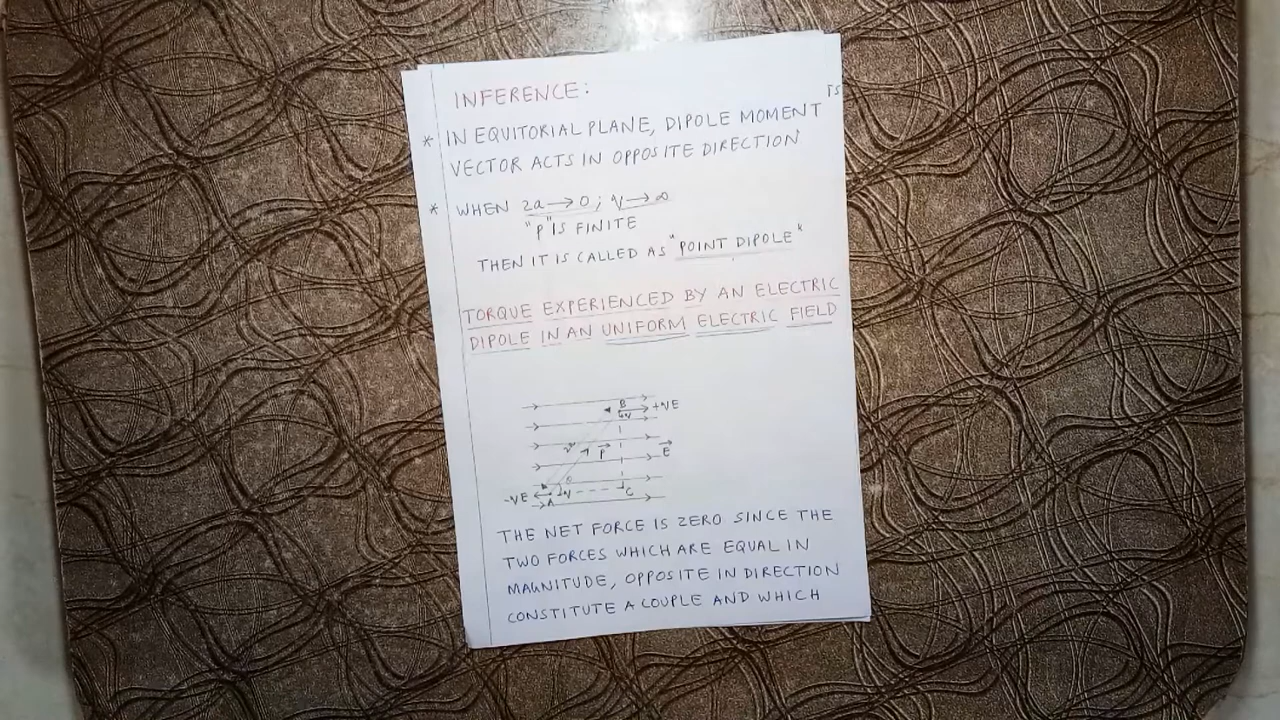 INFERENCE:
* IN EQUITORIAL PLANE, DIPOLE MOMENT
VECTOR ACTS IN OPPOSITE DIRECTION
* WHEN 2a→0; q→∞
"P" IS FINITE
THEN IT IS CALLED AS "POINT DIPOLE"
TORQUE EXPERIENCED BY AN ELECTRIC
DIPOLE IN AN UNIFORM ELECTRIC FIELD
B
+VE
P
E
-VE
A
C
THE NET FORCE IS ZERO SINCE THE
TWO FORCES WHICH ARE EQUAL IN
MAGNITUDE, OPPOSITE IN DIRECTION
CONSTITUTE A COUPLE AND WHICH